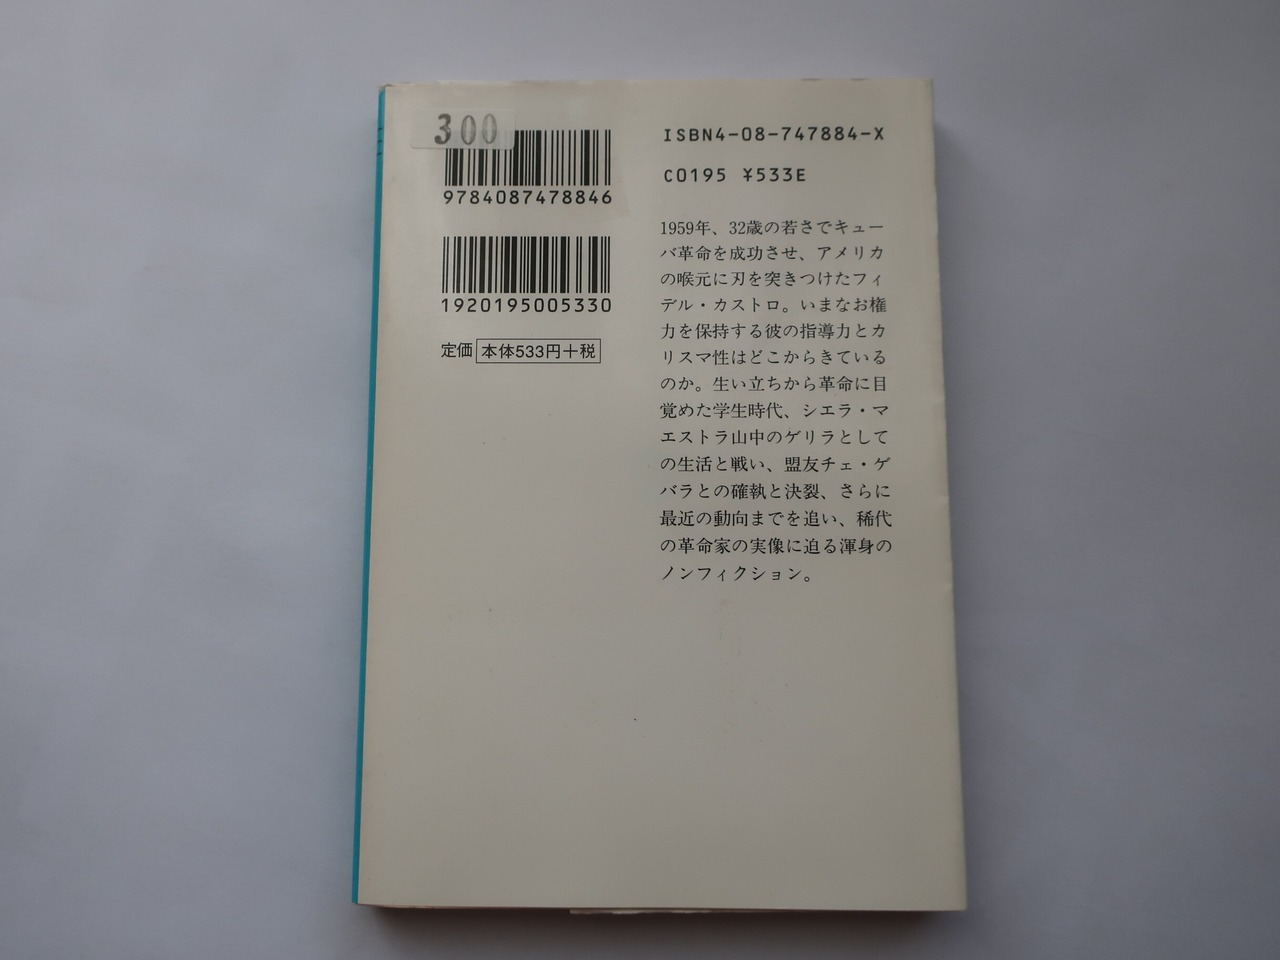 300
9784087478846
1920195005330
定価 本体533円+税
ISBN4-08-747884-X
C0195 ¥533E
1959年、32歳の若さでキュー
バ革命を成功させ、アメリカ
の喉元に刃を突きつけたフィ
デル・カストロ。いまなお権
力を保持する彼の指導力とカ
リスマ性はどこからきている
のか。生い立ちから革命に目
覚めた学生時代、シエラ・マ
エストラ山中のゲリラとして
の生活と戦い、盟友チェ・ゲ
バラとの確執と決裂、さらに
最近の動向までを追い、稀代
の革命家の実像に迫る渾身の
ノンフィクション。